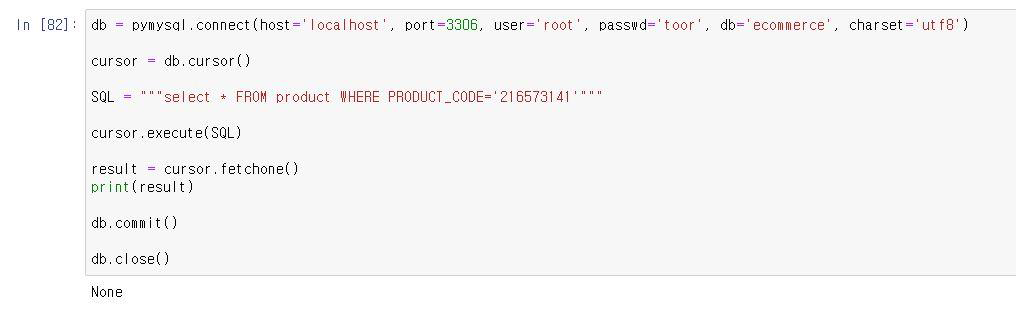 In [82]: db = pymysql.connect(host='localhost', port=3306, user='root', passwd='toor', db='ecommerce', charset='utf8')
cursor = db.cursor()
SQL = """select * FROM product WHERE PRODUCT_CODE='216573141'"""
cursor.execute(SQL)
result = cursor.fetchone()
print(result)
db.commit()
db.close()
None